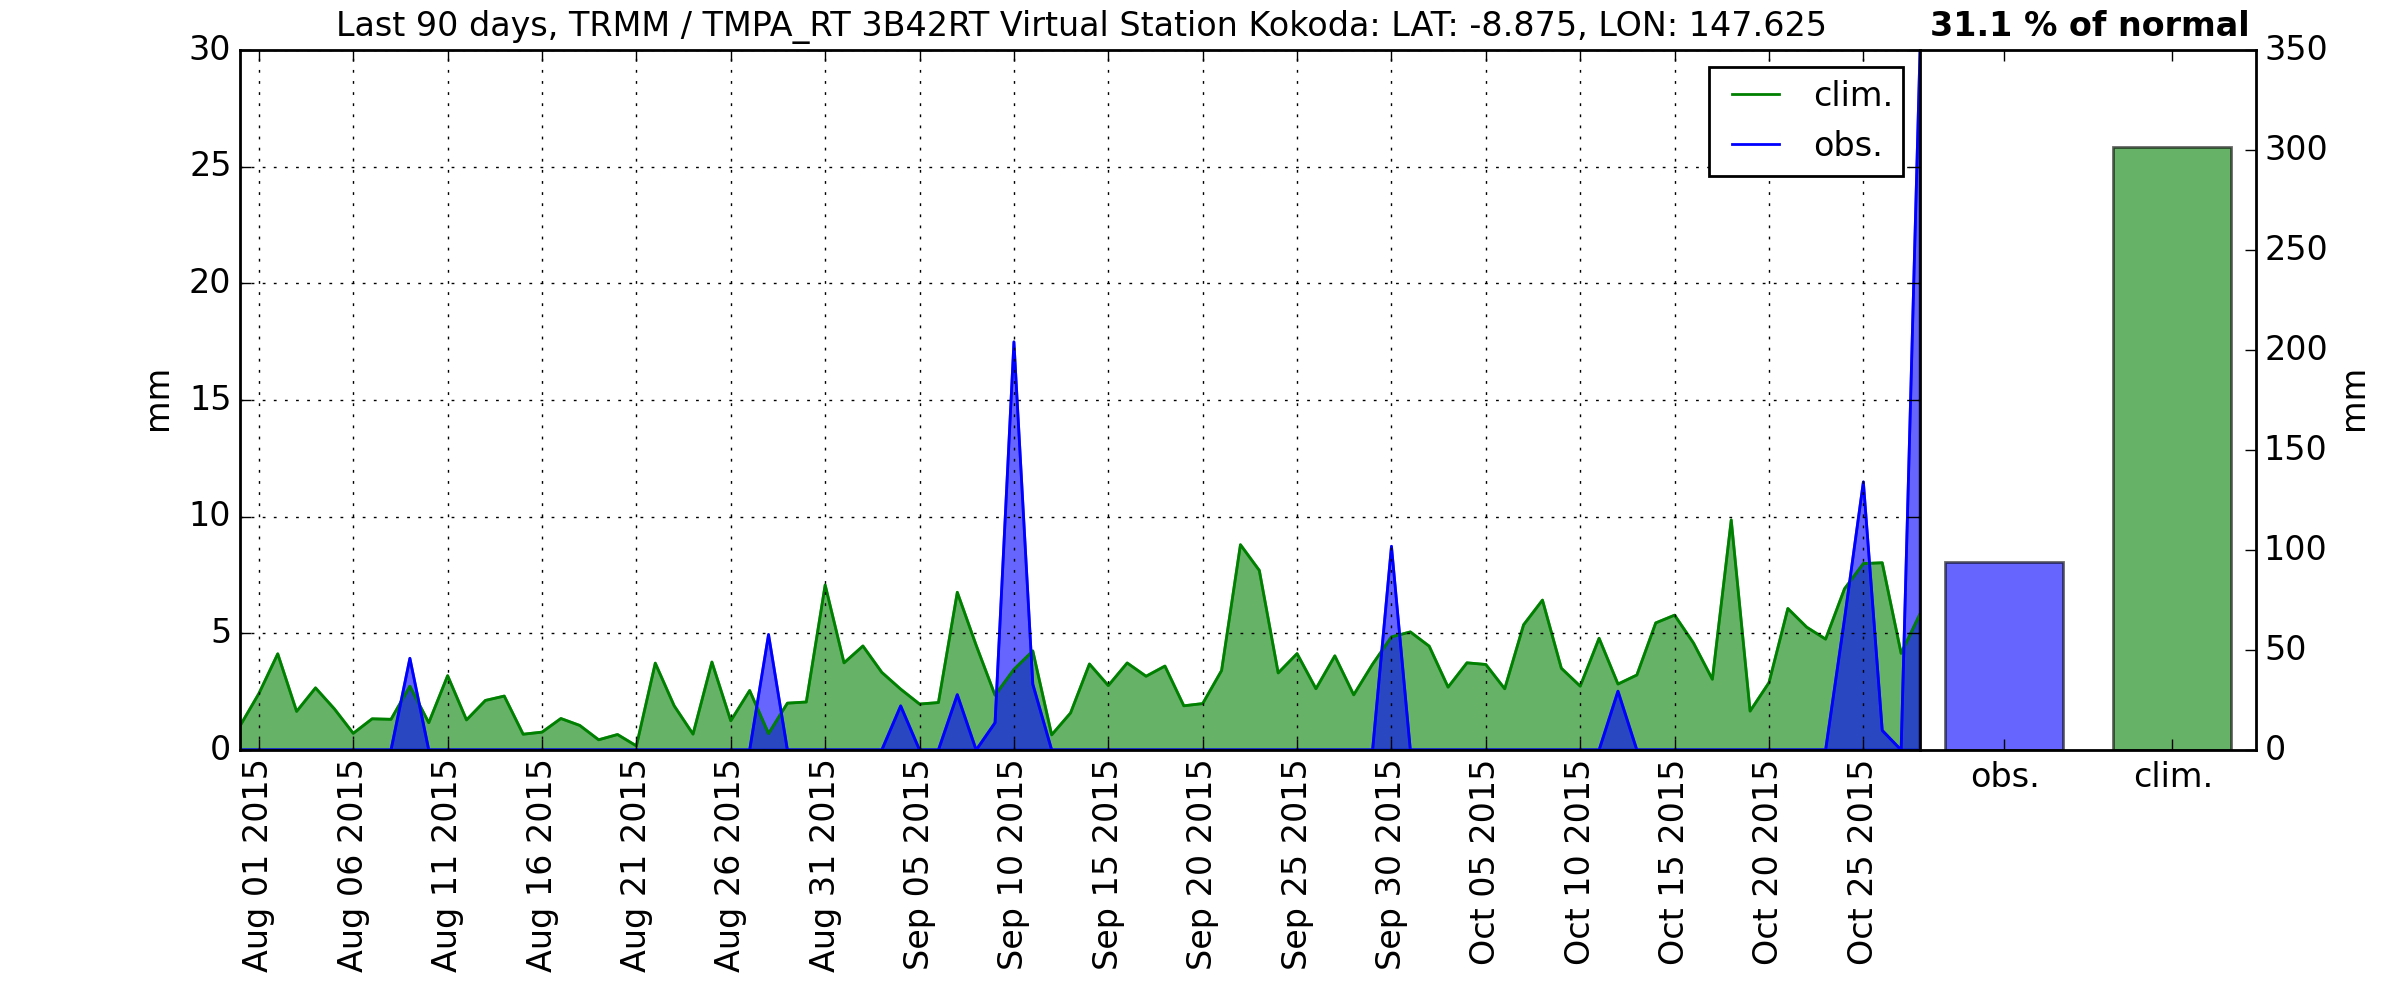 Last 90 days, TRMM / TMPA_RT 3B42RT Virtual Station Kokoda: LAT: -8.875, LON: 147.625
31.1 % of normal
30
25
20
15
10
5
0
mm
clim.
obs.
350
300
250
200
150
100
50
0
mm
Aug 01 2015
Aug 06 2015
Aug 11 2015
Aug 16 2015
Aug 21 2015
Aug 26 2015
Aug 31 2015
Sep 05 2015
Sep 10 2015
Sep 15 2015
Sep 20 2015
Sep 25 2015
Sep 30 2015
Oct 05 2015
Oct 10 2015
Oct 15 2015
Oct 20 2015
Oct 25 2015
obs.
clim.